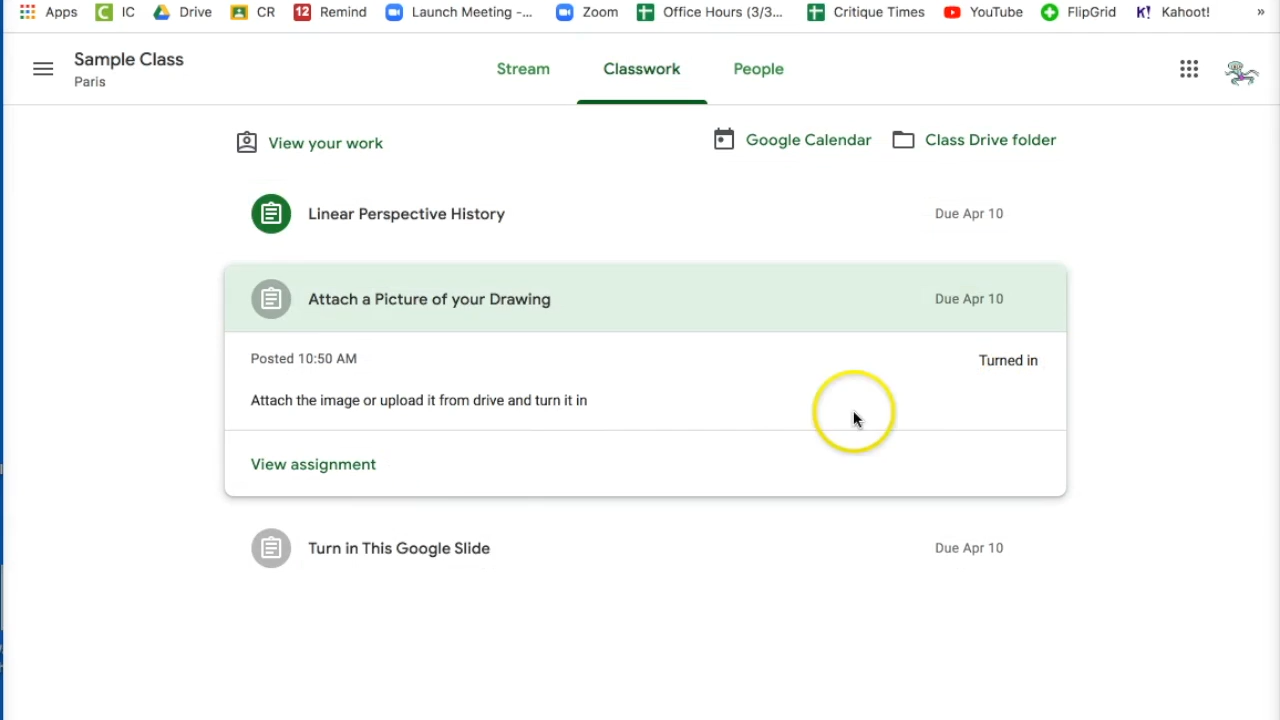 Apps IC Drive CR 12 Remind Launch Meeting -... Zoom Office Hours (3/3... Critique Times YouTube FlipGrid K! Kahoot! »
Sample Class
Paris
Stream Classwork People
View your work Google Calendar Class Drive folder
Linear Perspective History Due Apr 10
Attach a Picture of your Drawing Due Apr 10
Posted 10:50 AM Turned in
Attach the image or upload it from drive and turn it in
View assignment
Turn in This Google Slide Due Apr 10